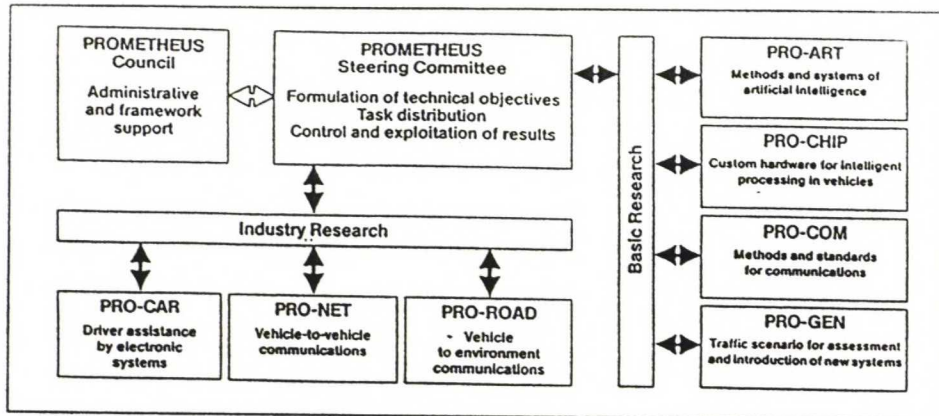 PROMETHEUS
Council
Administrative
and framework
support
PROMETHEUS
Steering Committee
Formulation of technical objectives
Task distribution
Control and exploitation of results
Industry Research
PRO-CAR
Driver assistance
by electronic
systems
PRO-NET
Vehicle-to-vehicle
communications
PRO-ROAD
Vehicle
to environment
communications
Basic Research
PRO-ART
Methods and systems of
artificial intelligence
PRO-CHIP
Custom hardware for intelligent
processing in vehicles
PRO-COM
Methods and standards
for communications
PRO-GEN
Traffic scenario for assessment
and introduction of new systems